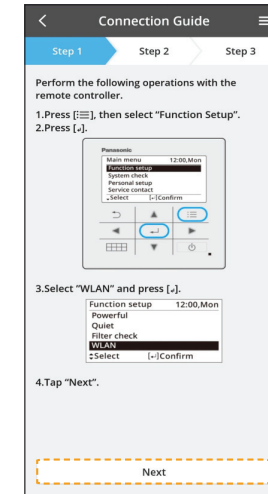 Connection Guide
Step 1 Step 2 Step 3
Perform the following operations with the
remote controller.
1.Press [☰], then select “Function Setup”.
2.Press [↵].
Panasonic
Main menu 12:00,Mon
Function setup
System check
Personal setup
Service contact
Select [↵]Confirm
3.Select “WLAN” and press [↵].
Function setup 12:00,Mon
Powerful
Quiet
Filter check
WLAN
Select [↵]Confirm
4.Tap “Next”.
Next